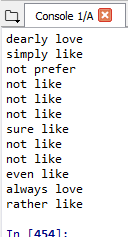 Console 1/A
dearly love
simply like
not prefer
not like
not like
not like
sure like
not like
not like
even like
always love
rather like
In [454]: